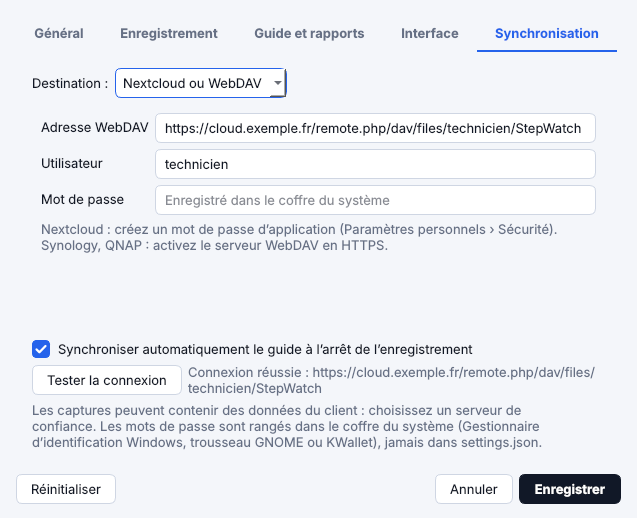 Général Enregistrement Guide et rapports Interface Synchronisation
Destination : Nextcloud ou WebDAV
Adresse WebDAV https://cloud.exemple.fr/remote.php/dav/files/technicien/StepWatch
Utilisateur technicien
Mot de passe Enregistré dans le coffre du système
Nextcloud : créez un mot de passe d’application (Paramètres personnels › Sécurité).
Synology, QNAP : activez le serveur WebDAV en HTTPS.
Synchroniser automatiquement le guide à l’arrêt de l’enregistrement
Tester la connexion Connexion réussie : https://cloud.exemple.fr/remote.php/dav/files/
technicien/StepWatch
Les captures peuvent contenir des données du client : choisissez un serveur de
confiance. Les mots de passe sont rangés dans le coffre du système (Gestionnaire
d’identification Windows, trousseau GNOME ou KWallet), jamais dans settings.json.
Réinitialiser Annuler Enregistrer